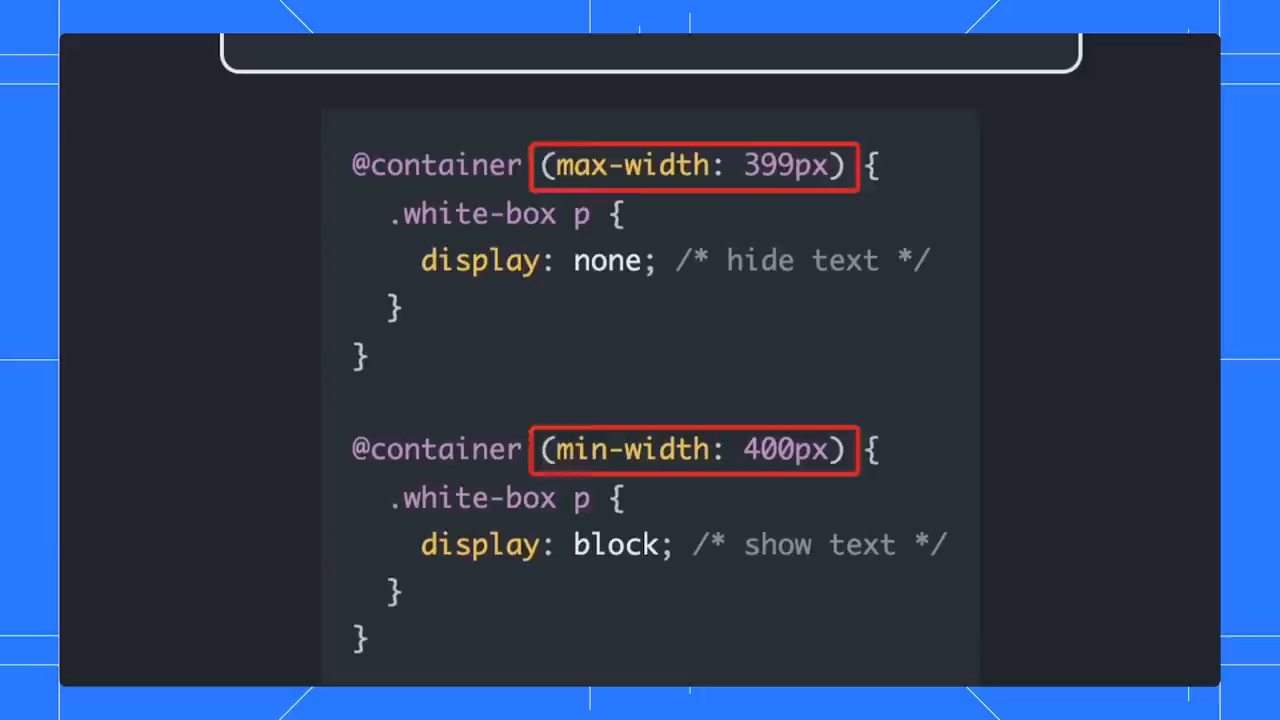 @container (max-width: 399px) {
.white-box p {
display: none; /* hide text */
}
}
@container (min-width: 400px) {
.white-box p {
display: block; /* show text */
}
}